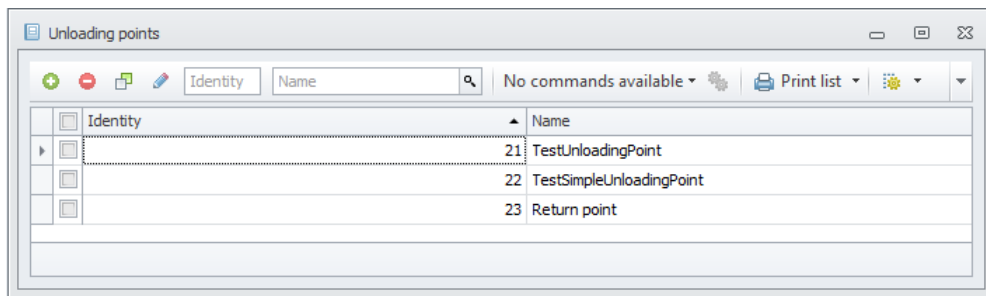 Unloading points
Identity Name No commands available Print list
Identity Name
21 TestUnloadingPoint
22 TestSimpleUnloadingPoint
23 Return point